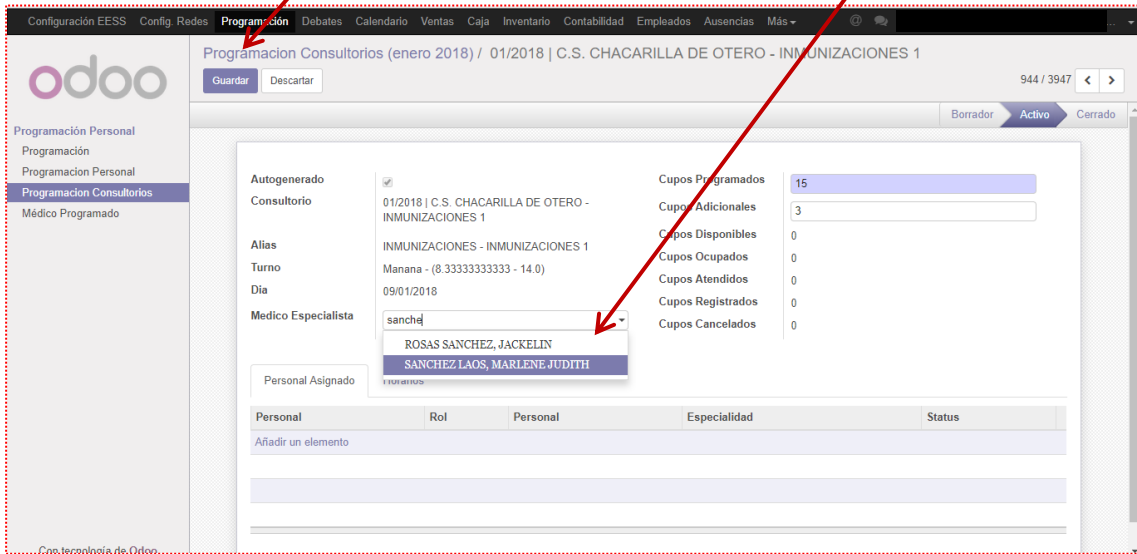 Configuración EESS Config. Redes Programación Debates Calendario Ventas Caja Inventario Contabilidad Empleados Ausencias Más
odoo
Programacion Consultorios (enero 2018) / 01/2018 | C.S. CHACARILLA DE OTERO - INMUNIZACIONES 1
Guardar Descartar
944 / 3947
Borrador Activo Cerrado
Programación Personal
Programación
Programacion Personal
Programacion Consultorios
Médico Programado
Autogenerado
Consultorio 01/2018 | C.S. CHACARILLA DE OTERO -
INMUNIZACIONES 1
Alias INMUNIZACIONES - INMUNIZACIONES 1
Turno Manana - (8.33333333333 - 14.0)
Dia 09/01/2018
Medico Especialista sanche
ROSAS SANCHEZ, JACKELIN
SANCHEZ LAOS, MARLENE JUDITH
Cupos Programados 15
Cupos Adicionales 3
Cupos Disponibles 0
Cupos Ocupados 0
Cupos Atendidos 0
Cupos Registrados 0
Cupos Cancelados 0
Personal Asignado Horarios
Personal Rol Personal Especialidad Status
Añadir un elemento
Con tecnología de Odoo